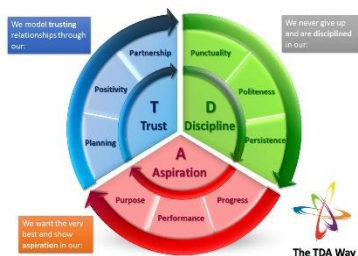 We model trusting
relationships through
our:
We never give up
and are disciplined
in our:
Partnership
Positivity
Planning
T
Trust
Punctuality
Politeness
Persistence
D
Discipline
A
Aspiration
Purpose
Performance
Progress
We want the very
best and show
aspiration in our:
The TDA Way